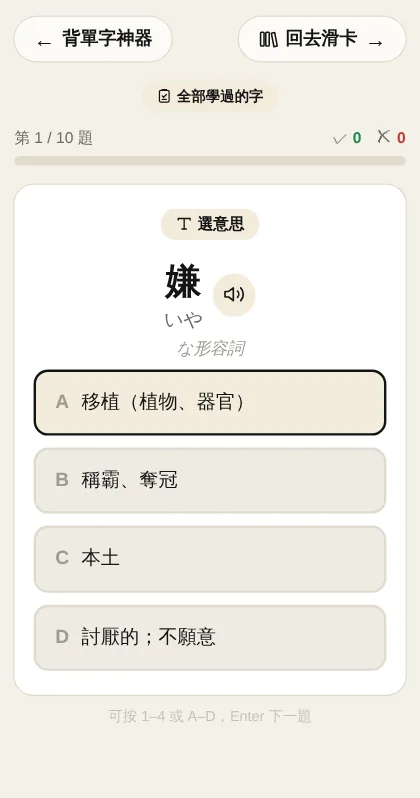 ← 背單字神器
回去滑卡 →
全部學過的字
第 1 / 10 題
✓ 0 ✗ 0
選意思
嫌
いや
な形容詞
A 移植（植物、器官）
B 稱霸、奪冠
C 本土
D 討厭的；不願意
可按 1–4 或 A–D，Enter 下一題